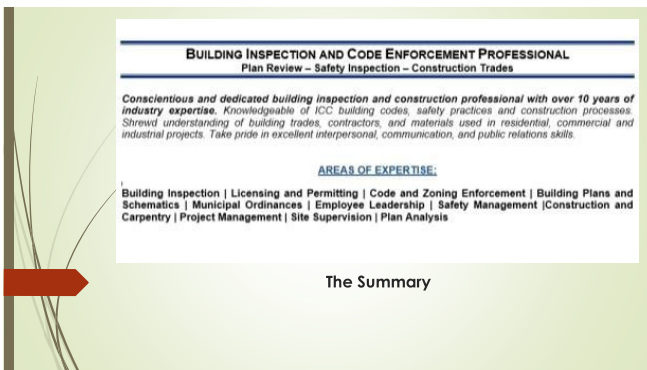 BUILDING INSPECTION AND CODE ENFORCEMENT PROFESSIONAL
Plan Review – Safety Inspection – Construction Trades
Conscientious and dedicated building inspection and construction professional with over 10 years of
industry expertise. Knowledgeable of ICC building codes, safety practices and construction processes.
Shrewd understanding of building trades, contractors, and materials used in residential, commercial and
industrial projects. Take pride in excellent interpersonal, communication, and public relations skills.
AREAS OF EXPERTISE:
Building Inspection | Licensing and Permitting | Code and Zoning Enforcement | Building Plans and
Schematics | Municipal Ordinances | Employee Leadership | Safety Management |Construction and
Carpentry | Project Management | Site Supervision | Plan Analysis
The Summary